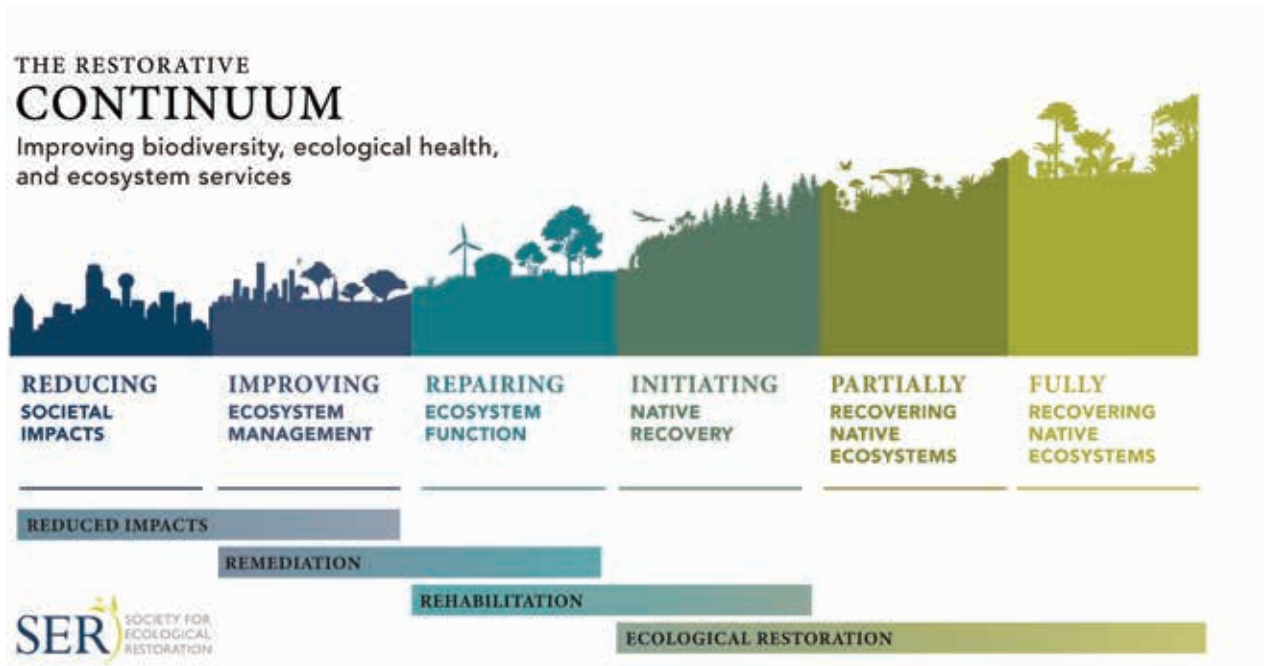 THE RESTORATIVE
CONTINUUM
Improving biodiversity, ecological health,
and ecosystem services
REDUCING
SOCIETAL
IMPACTS
IMPROVING
ECOSYSTEM
MANAGEMENT
REPAIRING
ECOSYSTEM
FUNCTION
INITIATING
NATIVE
RECOVERY
PARTIALLY
RECOVERING
NATIVE
ECOSYSTEMS
FULLY
RECOVERING
NATIVE
ECOSYSTEMS
REDUCED IMPACTS
REMEDIATION
REHABILITATION
ECOLOGICAL RESTORATION
SER
SOCIETY FOR
ECOLOGICAL
RESTORATION